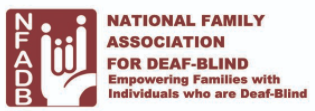 NFADB
NATIONAL FAMILY
ASSOCIATION
FOR DEAF-BLIND
Empowering Families with
Individuals who are Deaf-Blind